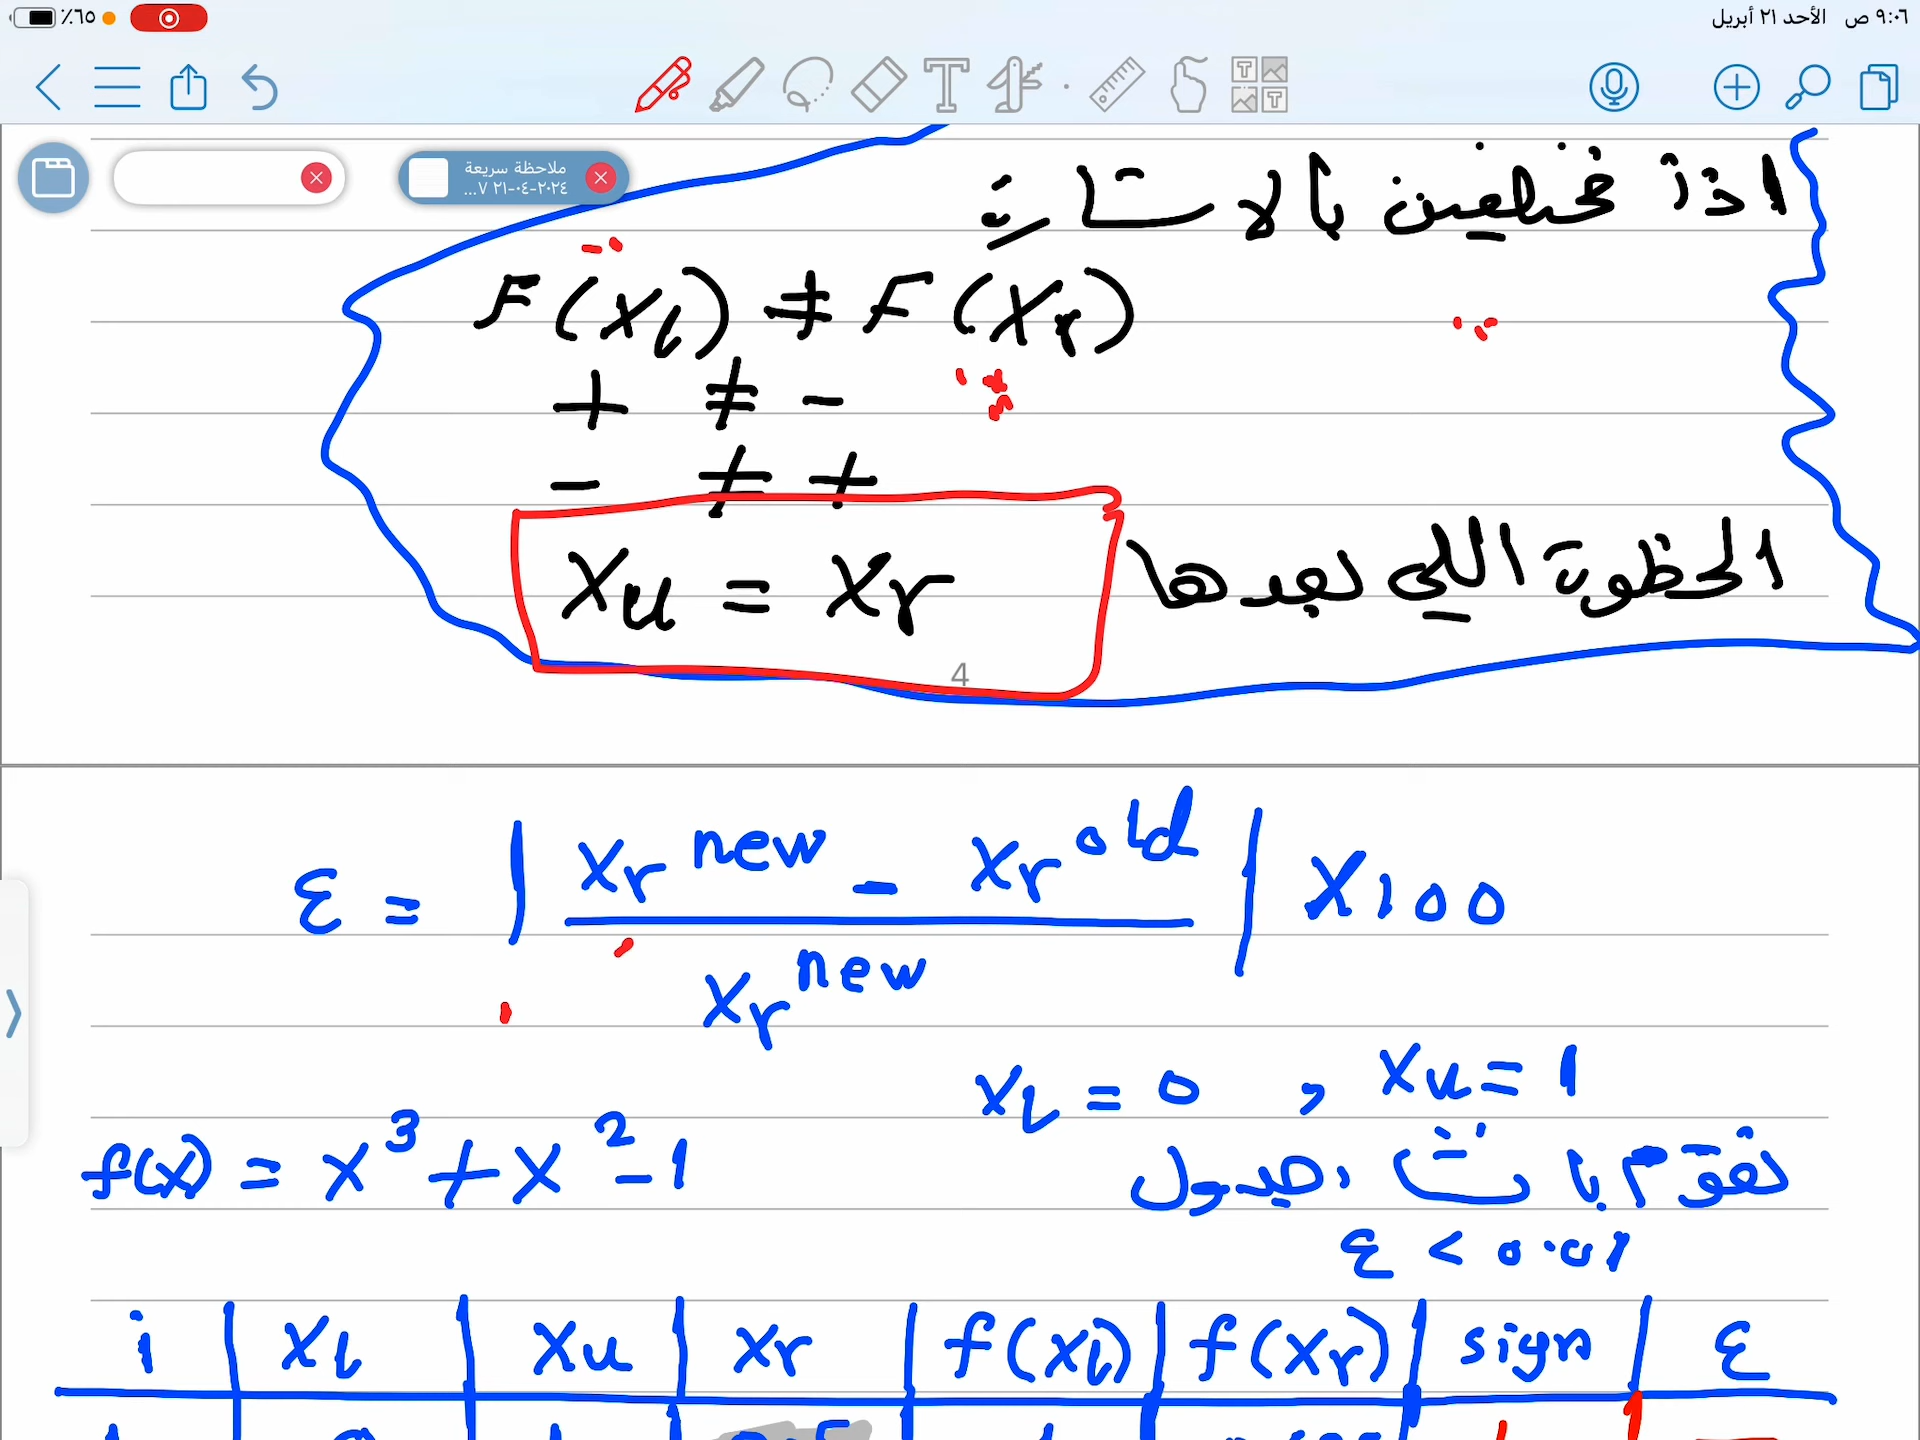 ٪٦٥
٩:٠٦ ص الأحد ٢١ أبريل
ملاحظة سريعة
٢٠٢٤-٠٤-٢١ ٧...
اذا مختلفين بالاشارة
F(Xl) ≠ F(Xr)
+ ≠ -
- ≠ +
الخظوة اللي بعدها Xu = Xr
4
ε = | Xr^new - Xr^old / Xr^new | X100
Xl = 0 , Xu = 1
f(x) = x^3 + x^2 - 1
نقوم بانشاء جدول
ε < 0.01
i | Xl | Xu | Xr | f(Xl) | f(Xr) | sign | ε